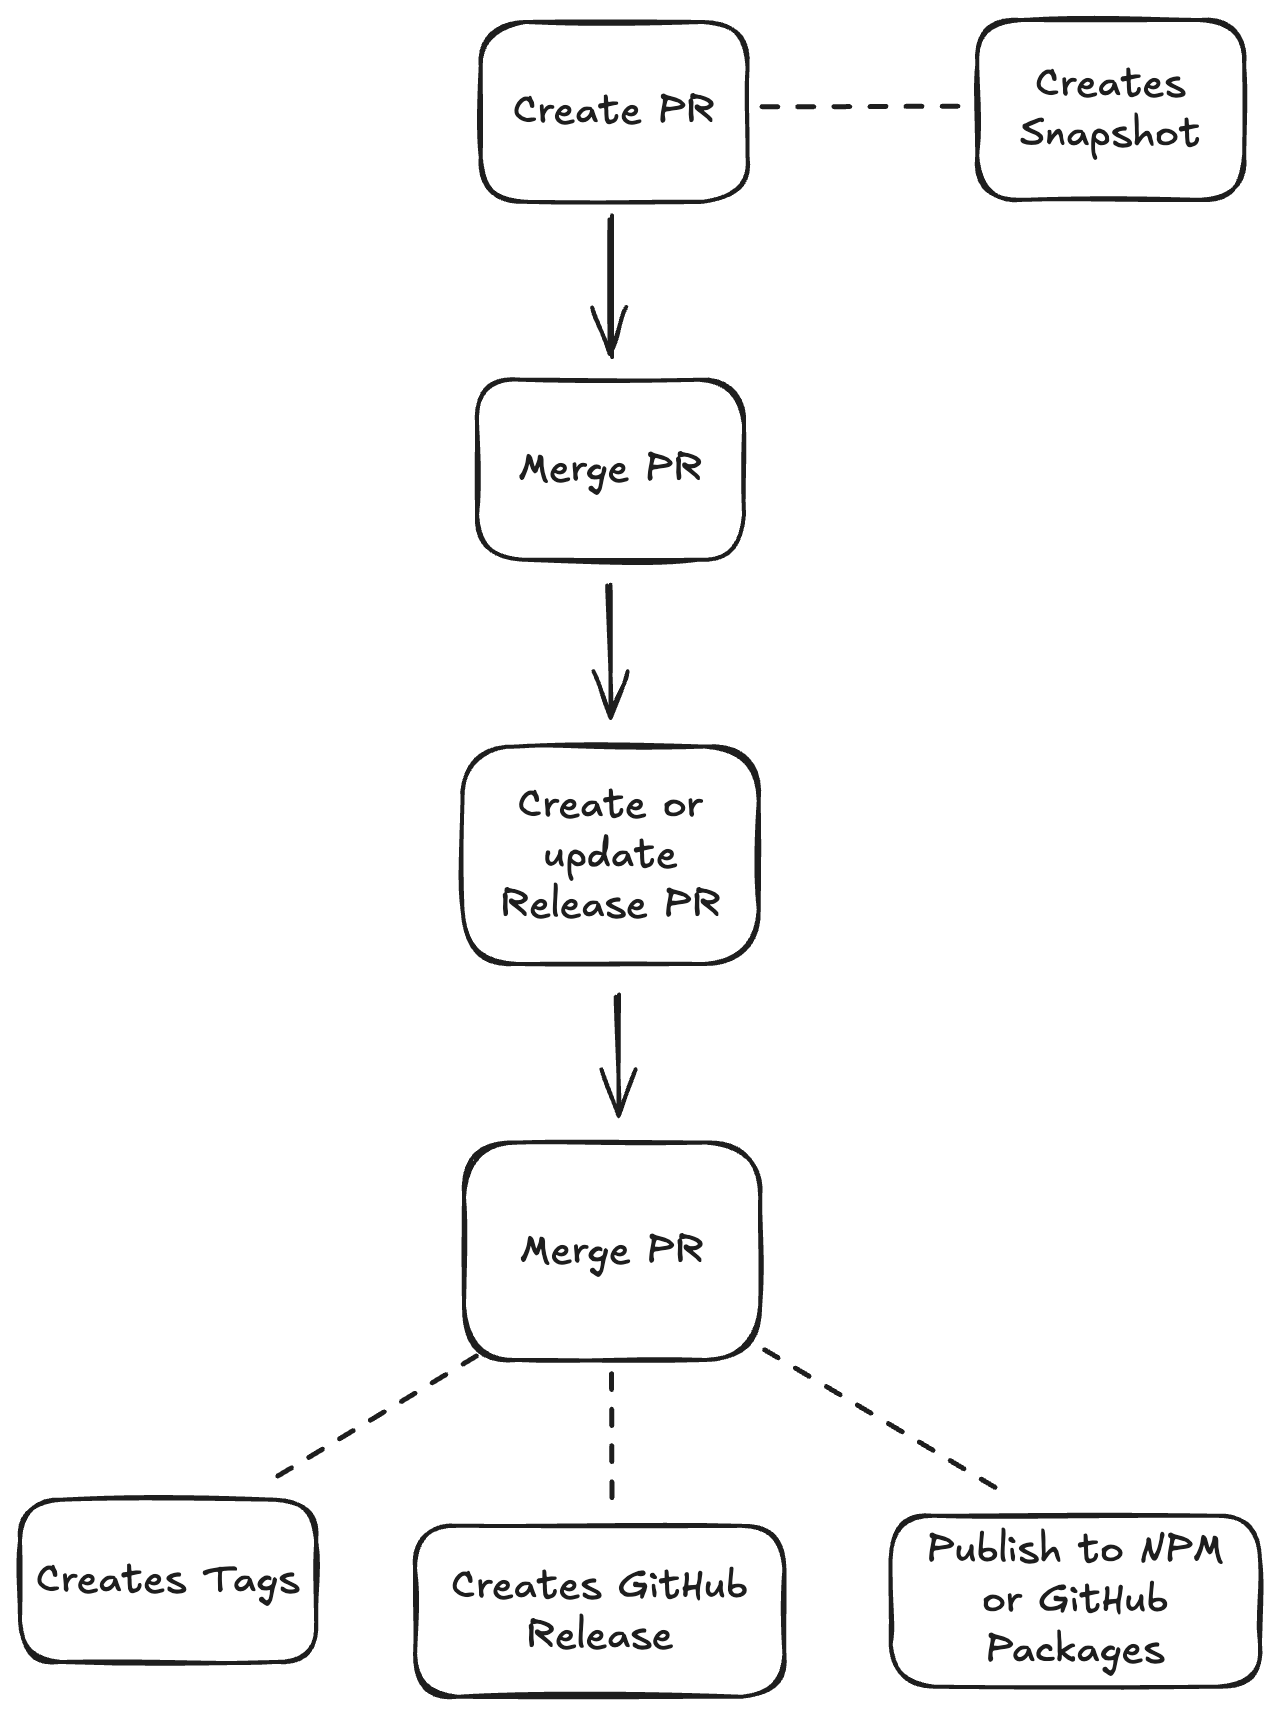 Create PR
Creates
Snapshot
Merge PR
Create or
update
Release PR
Merge PR
Creates Tags
Creates GitHub
Release
Publish to NPM
or GitHub
Packages